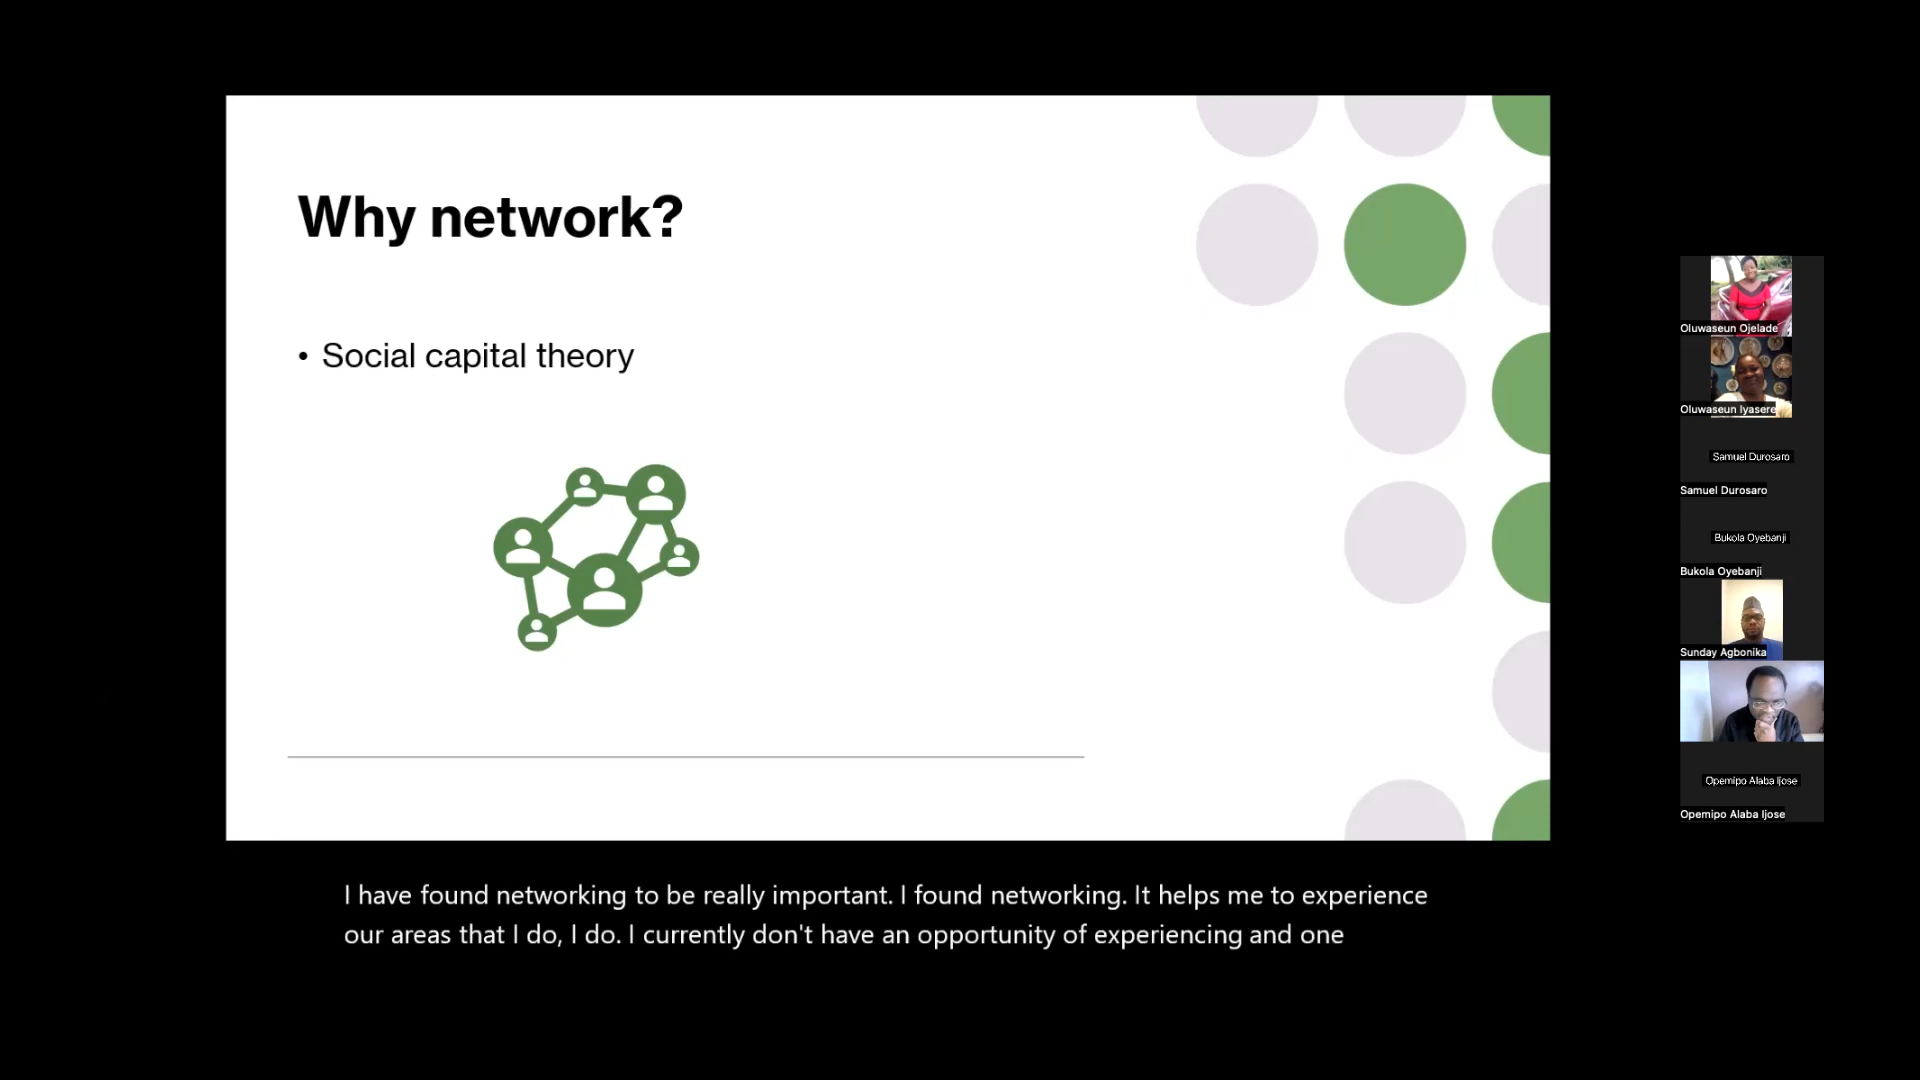 Why network?
• Social capital theory
Oluwaseun Ojelade
Oluwaseun Iyasere
Samuel Durosaro
Samuel Durosaro
Bukola Oyebanji
Bukola Oyebanji
Sunday Agbonika
Opemipo Alaba Ijose
Opemipo Alaba Ijose
I have found networking to be really important. I found networking. It helps me to experience
our areas that I do, I do. I currently don't have an opportunity of experiencing and one